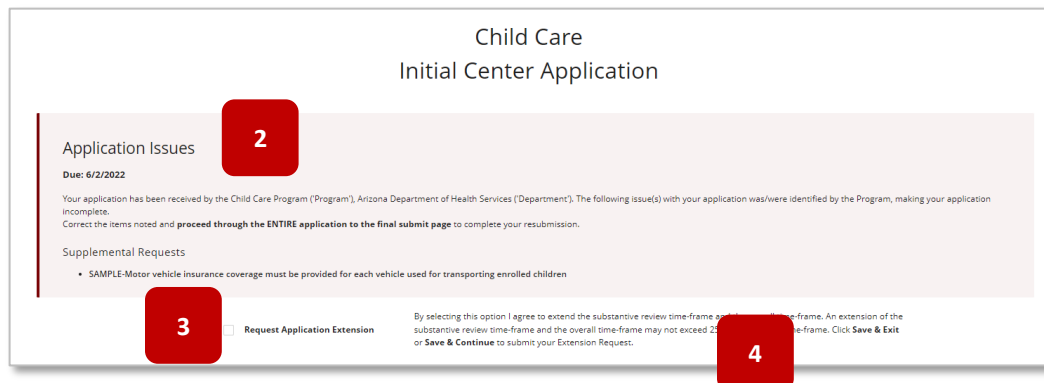 Child Care
Initial Center Application
2
Application Issues
Due: 6/2/2022
Your application has been received by the Child Care Program ('Program'), Arizona Department of Health Services ('Department'). The following issue(s) with your application was/were identified by the Program, making your application
incomplete.
Correct the items noted and proceed through the ENTIRE application to the final submit page to complete your resubmission.
Supplemental Requests
• SAMPLE-Motor vehicle insurance coverage must be provided for each vehicle used for transporting enrolled children
3
Request Application Extension
By selecting this option I agree to extend the substantive review time-frame time-frame. An extension of the
substantive review time-frame and the overall time-frame may not exceed time-frame. Click Save & Exit
or Save & Continue to submit your Extension Request.
4